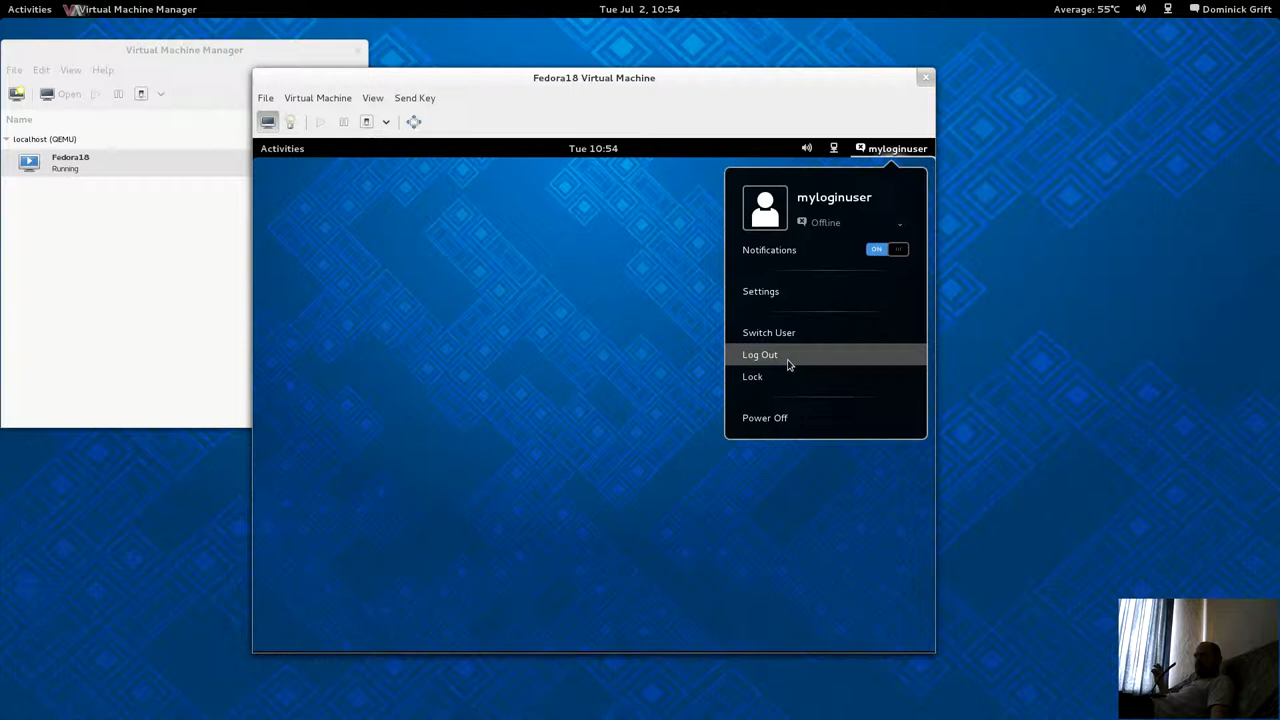 Activities Virtual Machine Manager Tue Jul 2, 10:54 Average: 55°C Dominick Grift
Virtual Machine Manager
File Edit View Help
Open
Name
localhost (QEMU)
Fedora18
Running
Fedora18 Virtual Machine
File Virtual Machine View Send Key
Activities Tue 10:54 myloginuser
myloginuser
Offline
Notifications ON
Settings
Switch User
Log Out
Lock
Power Off